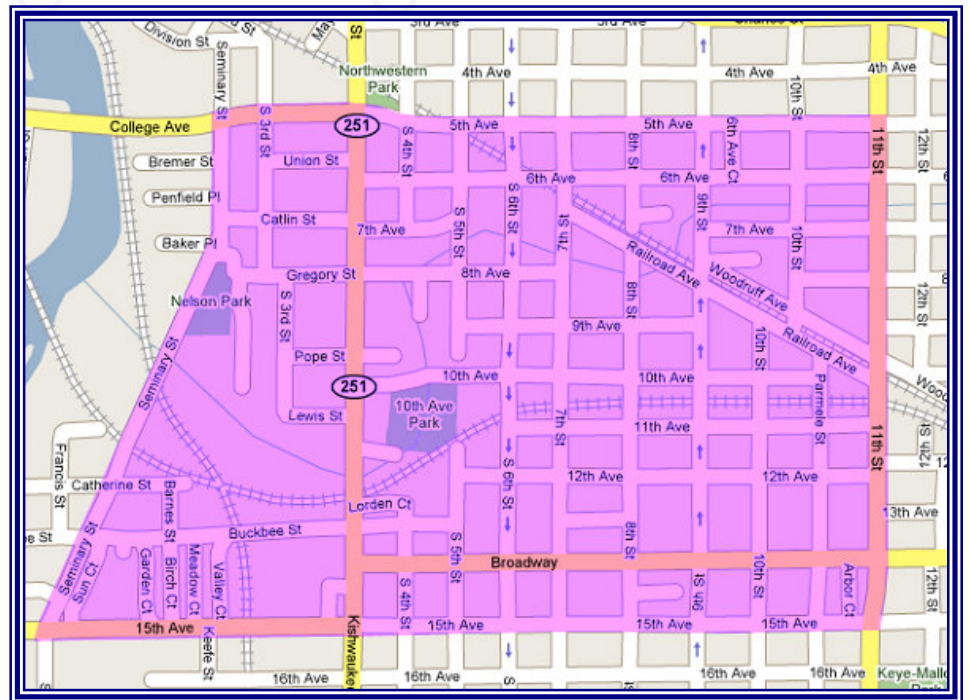 3rd Ave
3rd Ave
Charles St
St
Division St
Seminary St
St
May
4th Ave
4th Ave
4th Ave
Northwestern
Park
10th St
College Ave
251
5th Ave
5th Ave
6th Ave Ct
11th St
12th St
S 3rd St
S 4th St
8th St
Bremer St
Union St
6th Ave
6th Ave
6
Penfield Pl
S 6th St
9th St
Catlin St
7th Ave
S 5th St
7th St
7th Ave
10th St
Baker Pl
Railroad Ave
Gregory St
8th Ave
Woodruff Ave
8
Nelson Park
S 3rd St
8th St
12th St
9th Ave
Seminary St
Pope St
10th St
Railroad Ave
251
10th Ave
10th Ave
Parmele St
Wood
Lewis St
10th Ave
Park
7th St
11th Ave
11th St
12th St
Francis St
Catherine St
Barnes St
S 6th St
12th Ave
12th Ave
12
Lorden Ct
13th Ave
Buckbee St
S 5th St
8th St
ee St
Seminary St
Sun Ct
Garden Ct
Birch Ct
Meadow Ct
Valley Ct
Broadway
S 4th St
9th St
10th St
Arbor Ct
12th St
15th Ave
Keefe St
Kishwaukee
15th Ave
15th Ave
15th Ave
16th Ave
16th Ave
S
16th Ave
16th Ave
Keye-Mall
Park